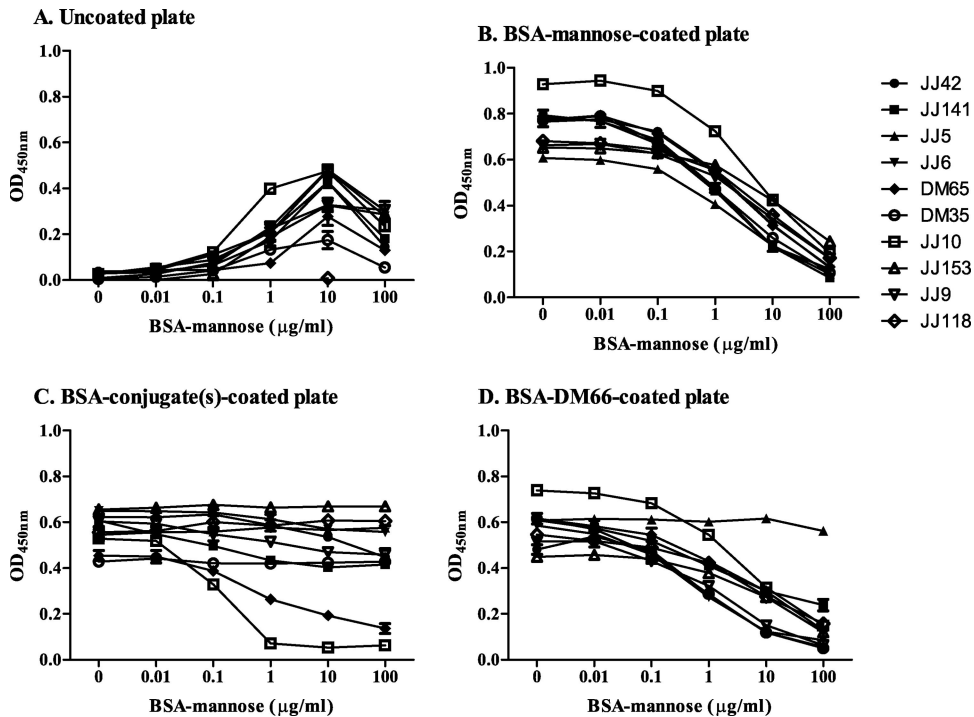 A. Uncoated plate
1.0
0.8
0.6
0.4
0.2
0.0
OD450nm
0 0.01 0.1 1 10 100
BSA-mannose (μg/ml)
B. BSA-mannose-coated plate
1.0
0.8
0.6
0.4
0.2
0.0
OD450nm
0 0.01 0.1 1 10 100
BSA-mannose (μg/ml)
JJ42
JJ141
JJ5
JJ6
DM65
DM35
JJ10
JJ153
JJ9
JJ118
C. BSA-conjugate(s)-coated plate
1.0
0.8
0.6
0.4
0.2
0.0
OD450nm
0 0.01 0.1 1 10 100
BSA-mannose (μg/ml)
D. BSA-DM66-coated plate
1.0
0.8
0.6
0.4
0.2
0.0
OD450nm
0 0.01 0.1 1 10 100
BSA-mannose (μg/ml)